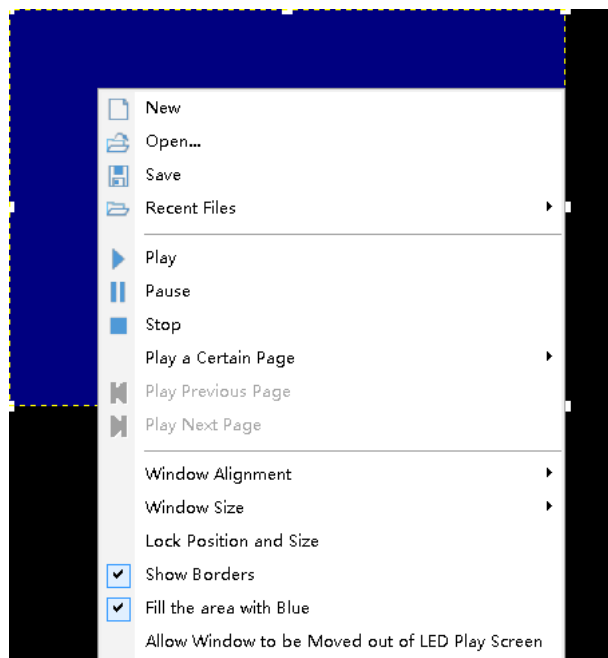 New
Open...
Save
Recent Files
Play
Pause
Stop
Play a Certain Page
Play Previous Page
Play Next Page
Window Alignment
Window Size
Lock Position and Size
Show Borders
Fill the area with Blue
Allow Window to be Moved out of LED Play Screen